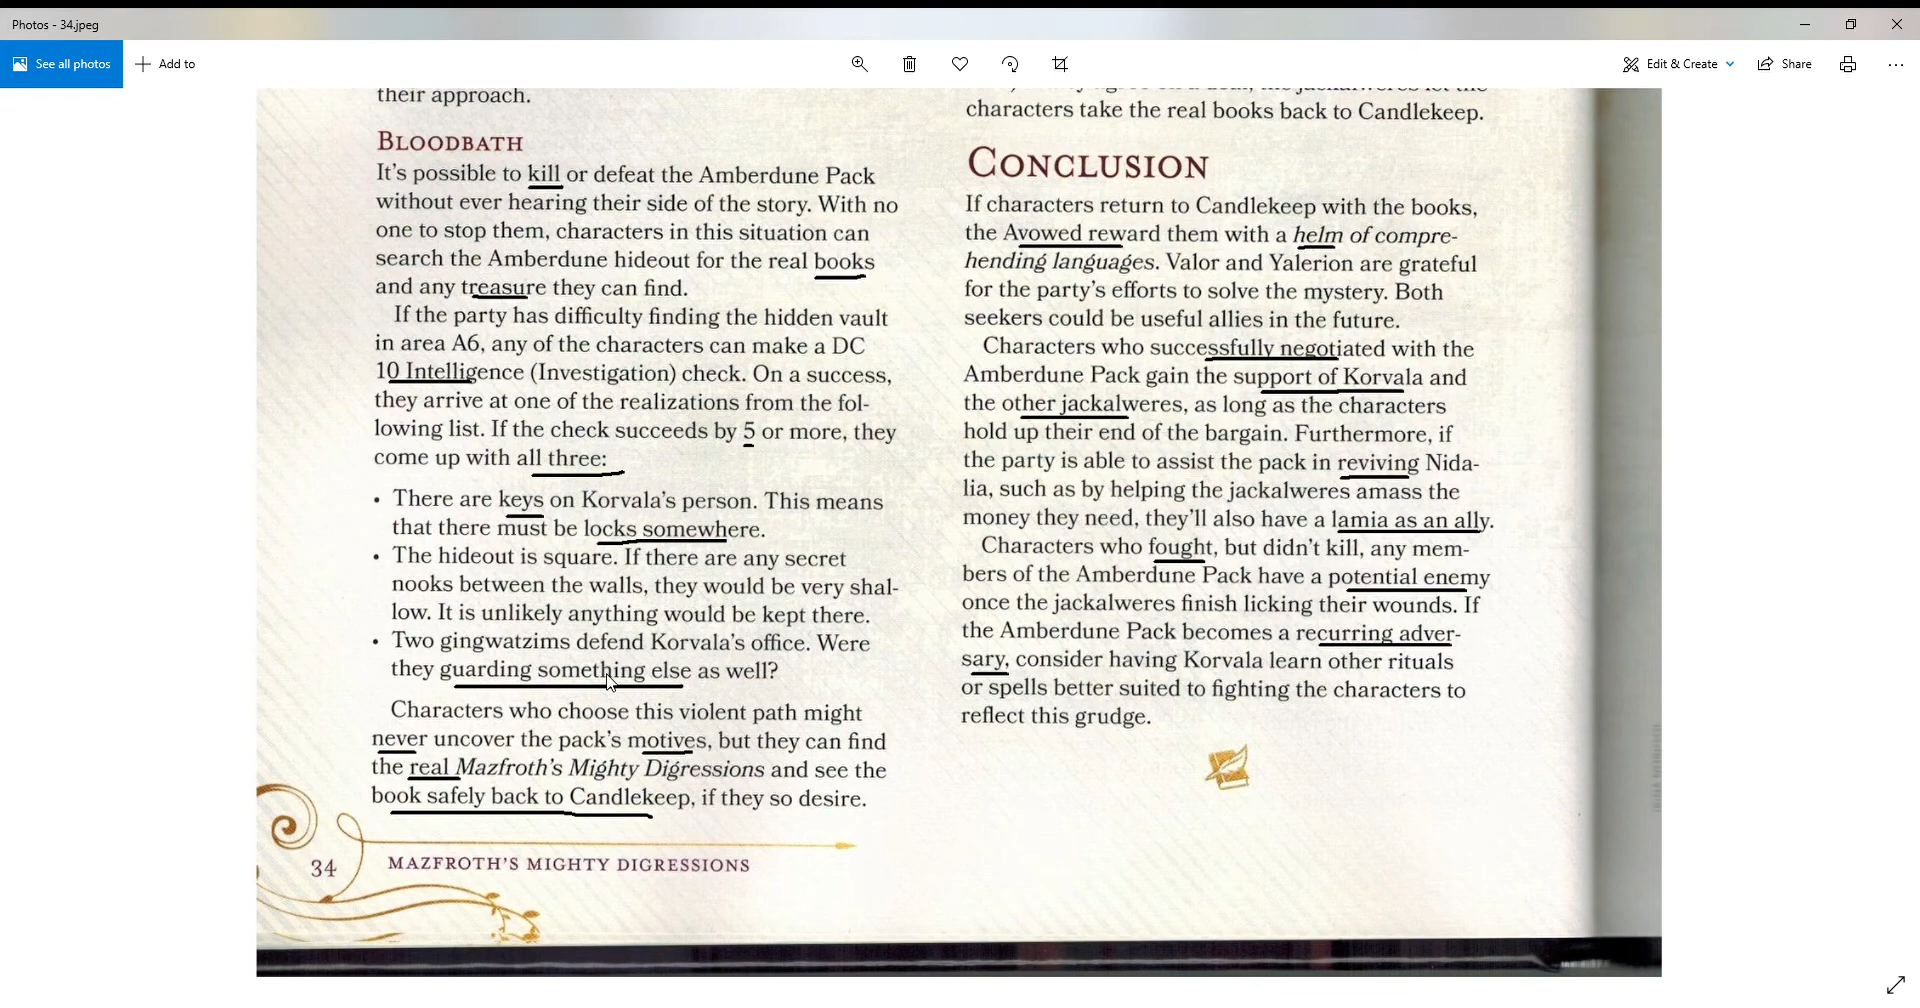 Photos - 34.jpeg
See all photos
Add to
Edit & Create
Share
their approach.
BLOODBATH
It's possible to kill or defeat the Amberdune Pack
without ever hearing their side of the story. With no
one to stop them, characters in this situation can
search the Amberdune hideout for the real books
and any treasure they can find.
If the party has difficulty finding the hidden vault
in area A6, any of the characters can make a DC
10 Intelligence (Investigation) check. On a success,
they arrive at one of the realizations from the fol-
lowing list. If the check succeeds by 5 or more, they
come up with all three:
• There are keys on Korvala's person. This means
that there must be locks somewhere.
• The hideout is square. If there are any secret
nooks between the walls, they would be very shal-
low. It is unlikely anything would be kept there.
• Two gingwatzims defend Korvala's office. Were
they guarding something else as well?
Characters who choose this violent path might
never uncover the pack's motives, but they can find
the real Mazfroth's Mighty Digressions and see the
book safely back to Candlekeep, if they so desire.
34
MAZFROTH'S MIGHTY DIGRESSIONS
characters take the real books back to Candlekeep.
CONCLUSION
If characters return to Candlekeep with the books,
the Avowed reward them with a helm of compre-
hending languages. Valor and Yalerion are grateful
for the party's efforts to solve the mystery. Both
seekers could be useful allies in the future.
Characters who successfully negotiated with the
Amberdune Pack gain the support of Korvala and
the other jackalweres, as long as the characters
hold up their end of the bargain. Furthermore, if
the party is able to assist the pack in reviving Nida-
lia, such as by helping the jackalweres amass the
money they need, they'll also have a lamia as an ally.
Characters who fought, but didn't kill, any mem-
bers of the Amberdune Pack have a potential enemy
once the jackalweres finish licking their wounds. If
the Amberdune Pack becomes a recurring adver-
sary, consider having Korvala learn other rituals
or spells better suited to fighting the characters to
reflect this grudge.